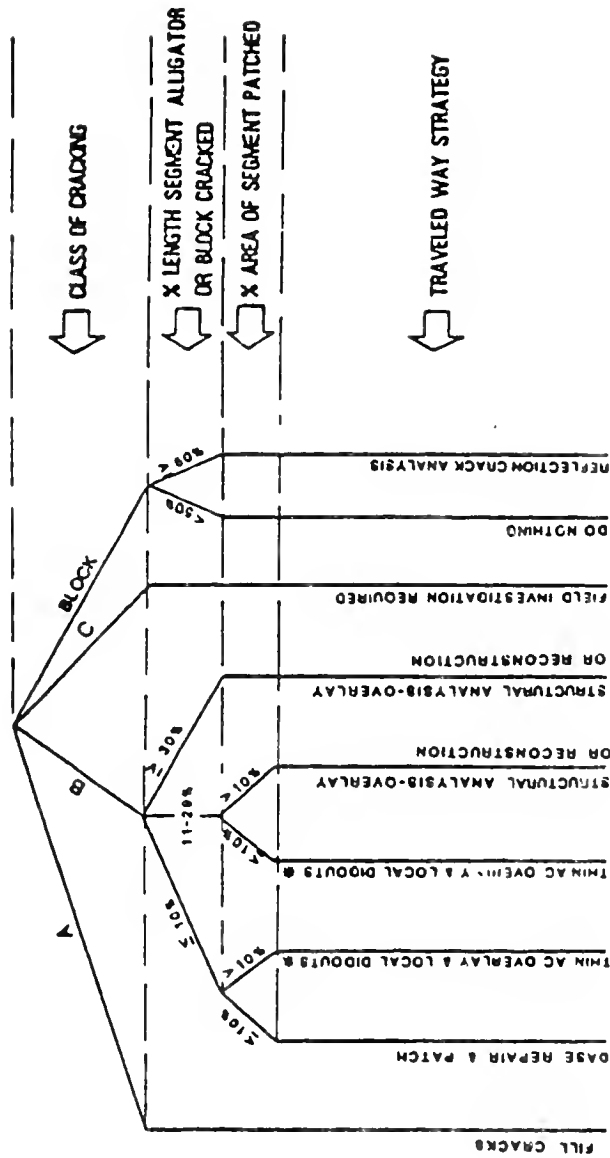 CLASS OF CRACKING
% LENGTH SEGMENT ALLIGATOR
OR BLOCK CRACKED
% AREA OF SEGMENT PATCHED
TRAVELED WAY STRATEGY
A
B
C
BLOCK
≤ 10%
11-29%
≥ 30%
< 50%
> 60%
≤ 10%
> 10%
≤ 10%
> 10%
FILL CRACKS
BASE REPAIR & PATCH
THIN AC OVERLAY & LOCAL DIGOUTS *
THIN AC & LOCAL DIGOUTS *
STRUCTURAL ANALYSIS-OVERLAY
OR RECONSTRUCTION
STRUCTURAL ANALYSIS-OVERLAY
OR RECONSTRUCTION
FIELD INVESTIGATION REQUIRED
DO NOTHING
REFLECTION CRACK ANALYSIS